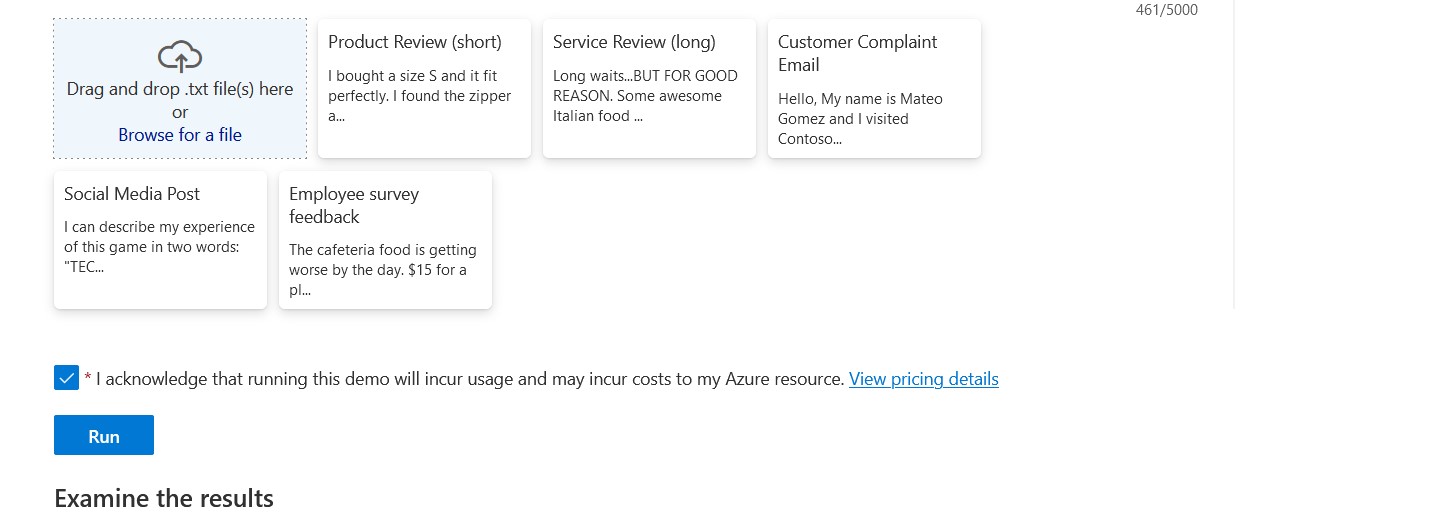 461/5000
Drag and drop .txt file(s) here
or
Browse for a file
Product Review (short)
I bought a size S and it fit
perfectly. I found the zipper
a...
Service Review (long)
Long waits...BUT FOR GOOD
REASON. Some awesome
Italian food ...
Customer Complaint
Email
Hello, My name is Mateo
Gomez and I visited
Contoso...
Social Media Post
I can describe my experience
of this game in two words:
"TEC...
Employee survey
feedback
The cafeteria food is getting
worse by the day. $15 for a
pl...
* I acknowledge that running this demo will incur usage and may incur costs to my Azure resource. View pricing details
Run
Examine the results